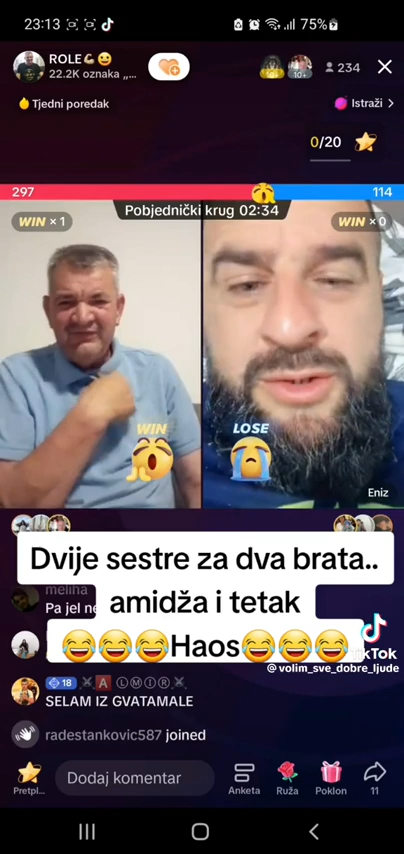 23:13
75%
ROLE💪😀
22.2K oznaka „...
10+
234
Tjedni poredak
Istraži
0/20
297
114
WIN × 1
Pobjednički krug 02:34
WIN × 0
WIN
LOSE
Eniz
Dvije sestre za dva brata..
meliha
Pa jel
amidža i tetak
😂😂😂Haos😂😂😂
TikTok
@volim_sve_dobre_ljude
18 ⚔️🅰️ⓁⓂⒾⓇ⚔️
SELAM IZ GVATAMALE
radestankovic587 joined
Pretpl...
Dodaj komentar
Anketa
Ruža
Poklon
11